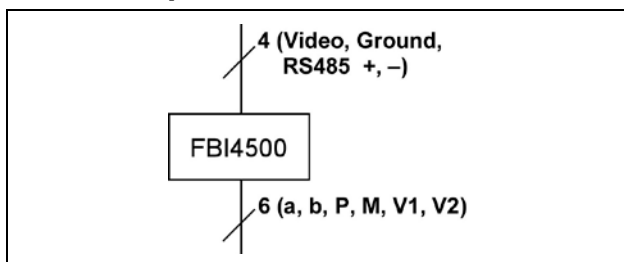 4 (Video, Ground,
RS485 +, –)
FBI4500
6 (a, b, P, M, V1, V2)